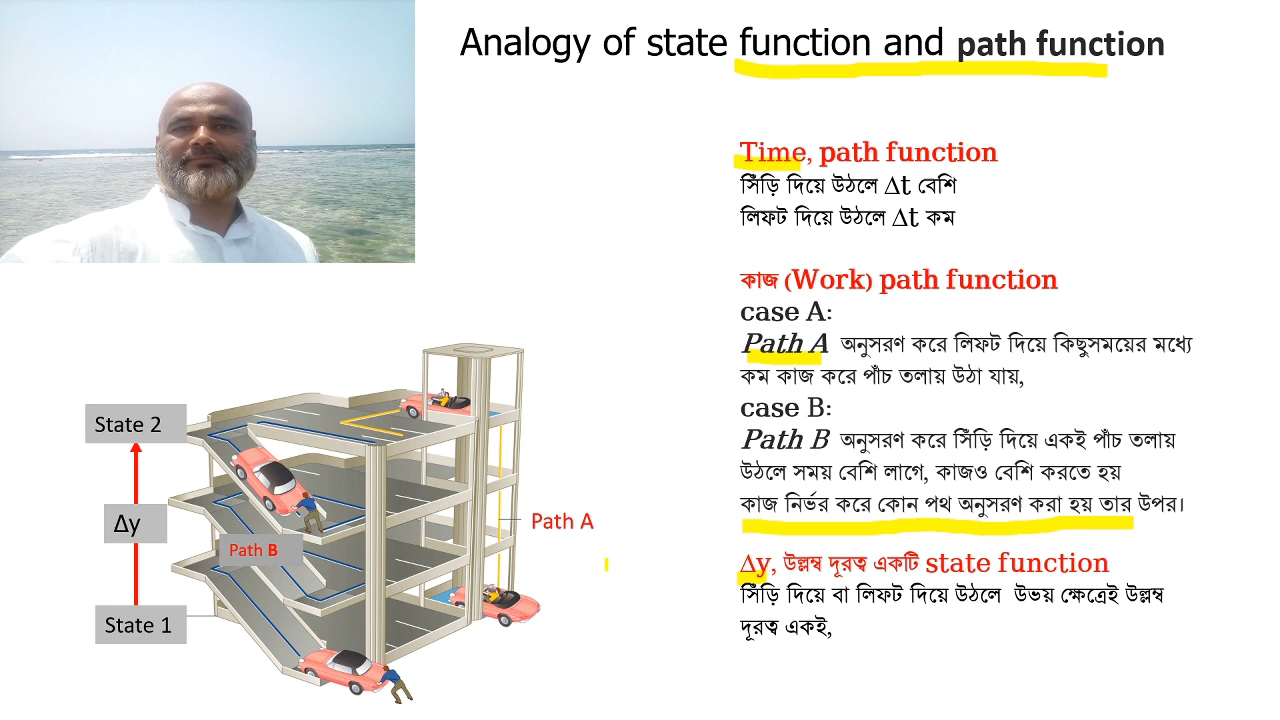 Analogy of state function and path function
Time, path function
সিঁড়ি দিয়ে উঠলে Δt বেশি
লিফট দিয়ে উঠলে Δt কম
কাজ (Work) path function
case A:
Path A অনুসরণ করে লিফট দিয়ে কিছুসময়ের মধ্যে
কম কাজ করে পাঁচ তলায় উঠা যায়,
case B:
Path B অনুসরণ করে সিঁড়ি দিয়ে একই পাঁচ তলায়
উঠলে সময় বেশি লাগে, কাজও বেশি করতে হয়
কাজ নির্ভর করে কোন পথ অনুসরণ করা হয় তার উপর।
Δy, উল্লম্ব দূরত্ব একটি state function
সিঁড়ি দিয়ে বা লিফট দিয়ে উঠলে উভয় ক্ষেত্রেই উল্লম্ব
দূরত্ব একই,
State 2
Δy
Path B
Path A
State 1